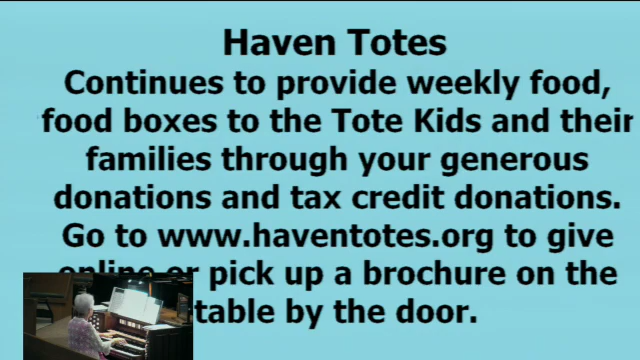 Haven Totes
Continues to provide weekly food,
food boxes to the Tote Kids and their
families through your generous
donations and tax credit donations.
Go to www.haventotes.org to give
online or pick up a brochure on the
table by the door.